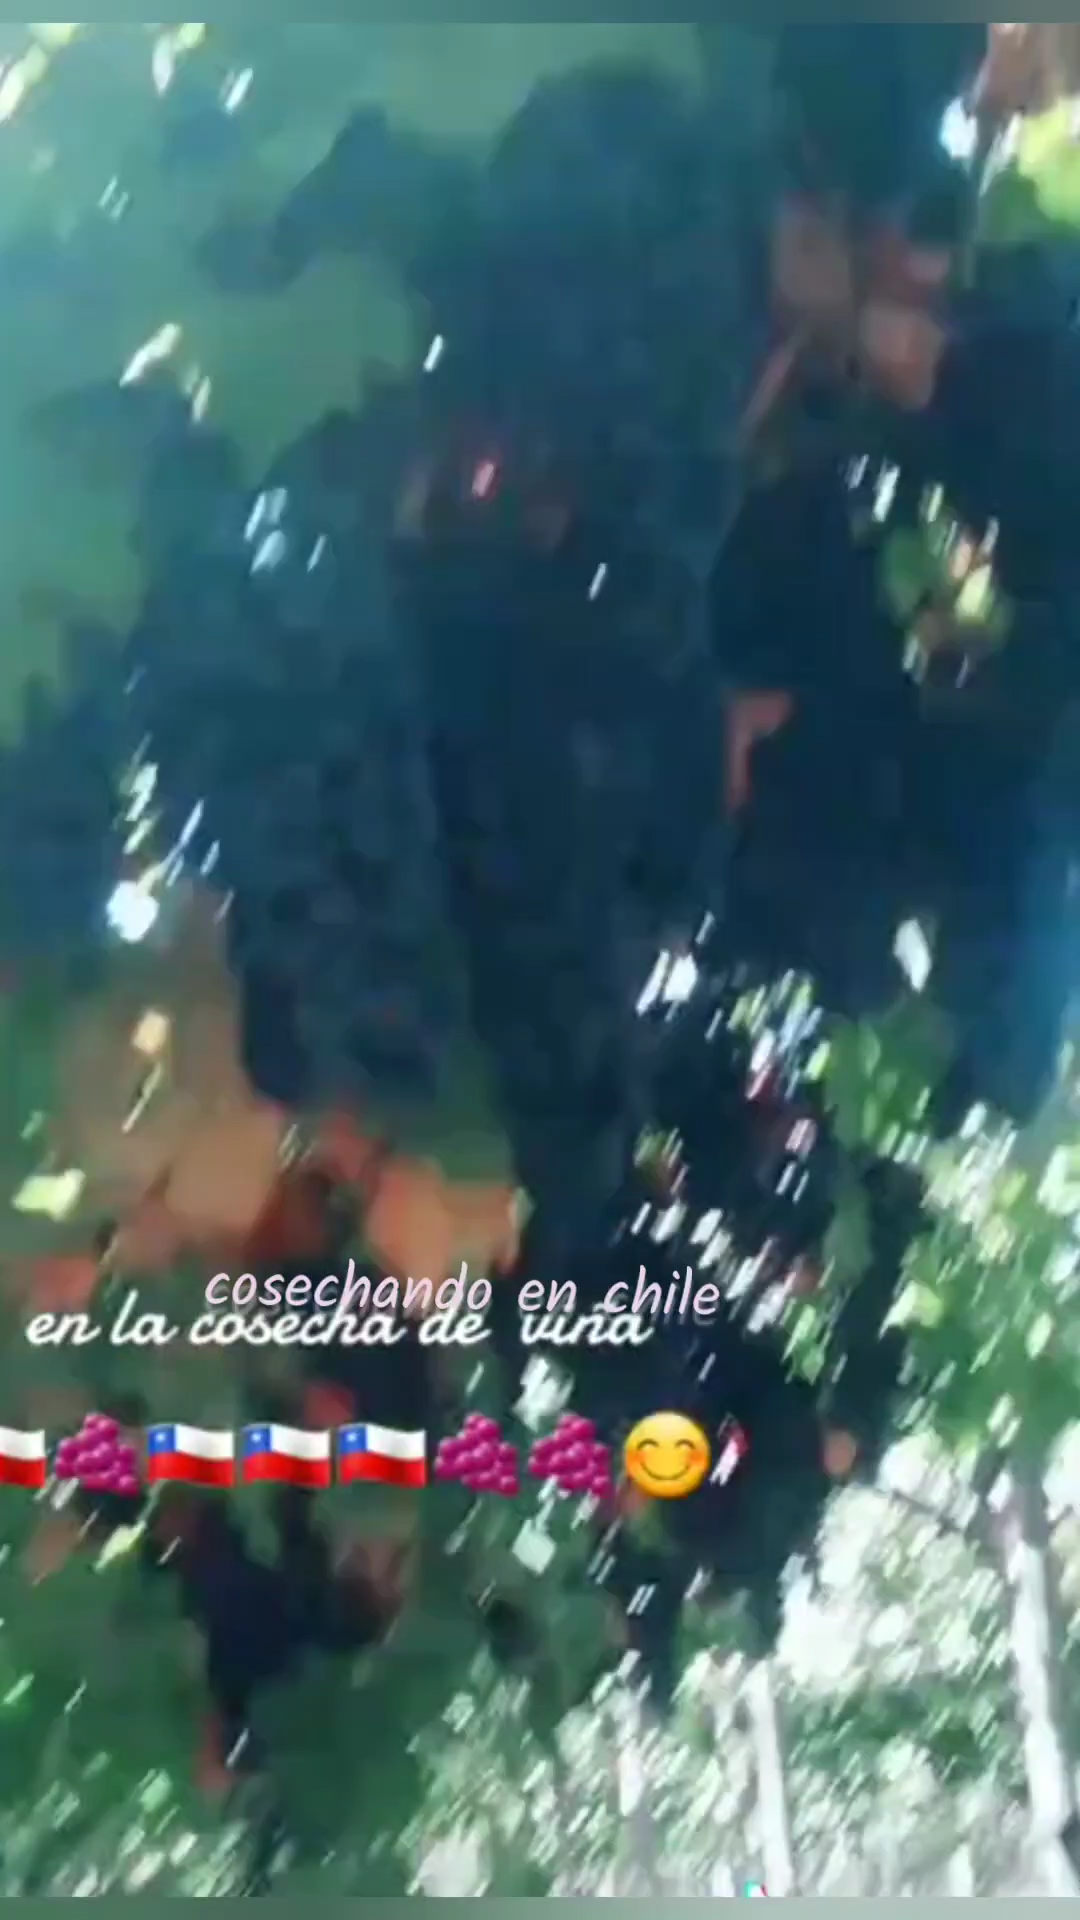 cosechando en chile
en la cosecha de viña
🇨🇱🍇🇨🇱🇨🇱🇨🇱🍇🍇😊